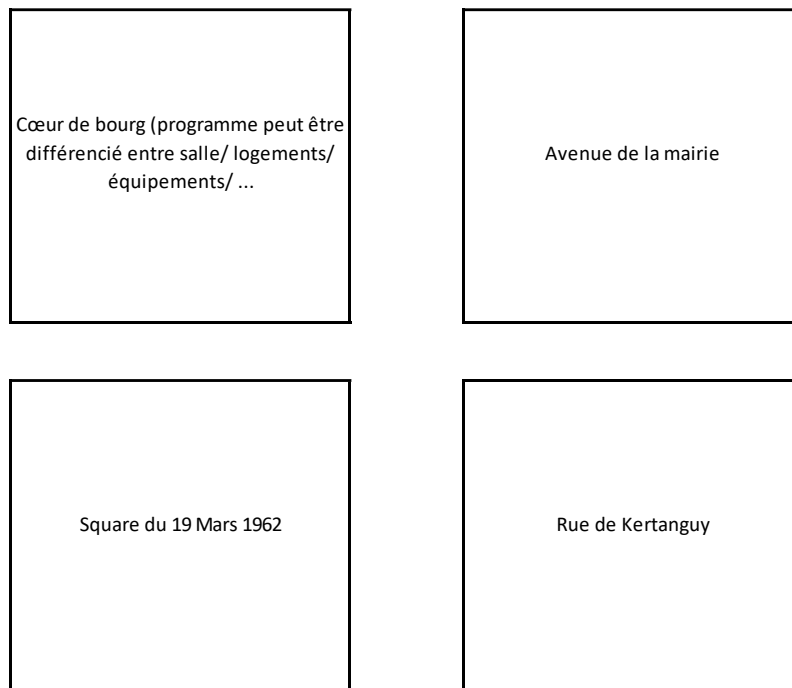 Cœur de bourg (programme peut être
différencié entre salle/ logements/
équipements/ ...
Avenue de la mairie
Square du 19 Mars 1962
Rue de Kertanguy